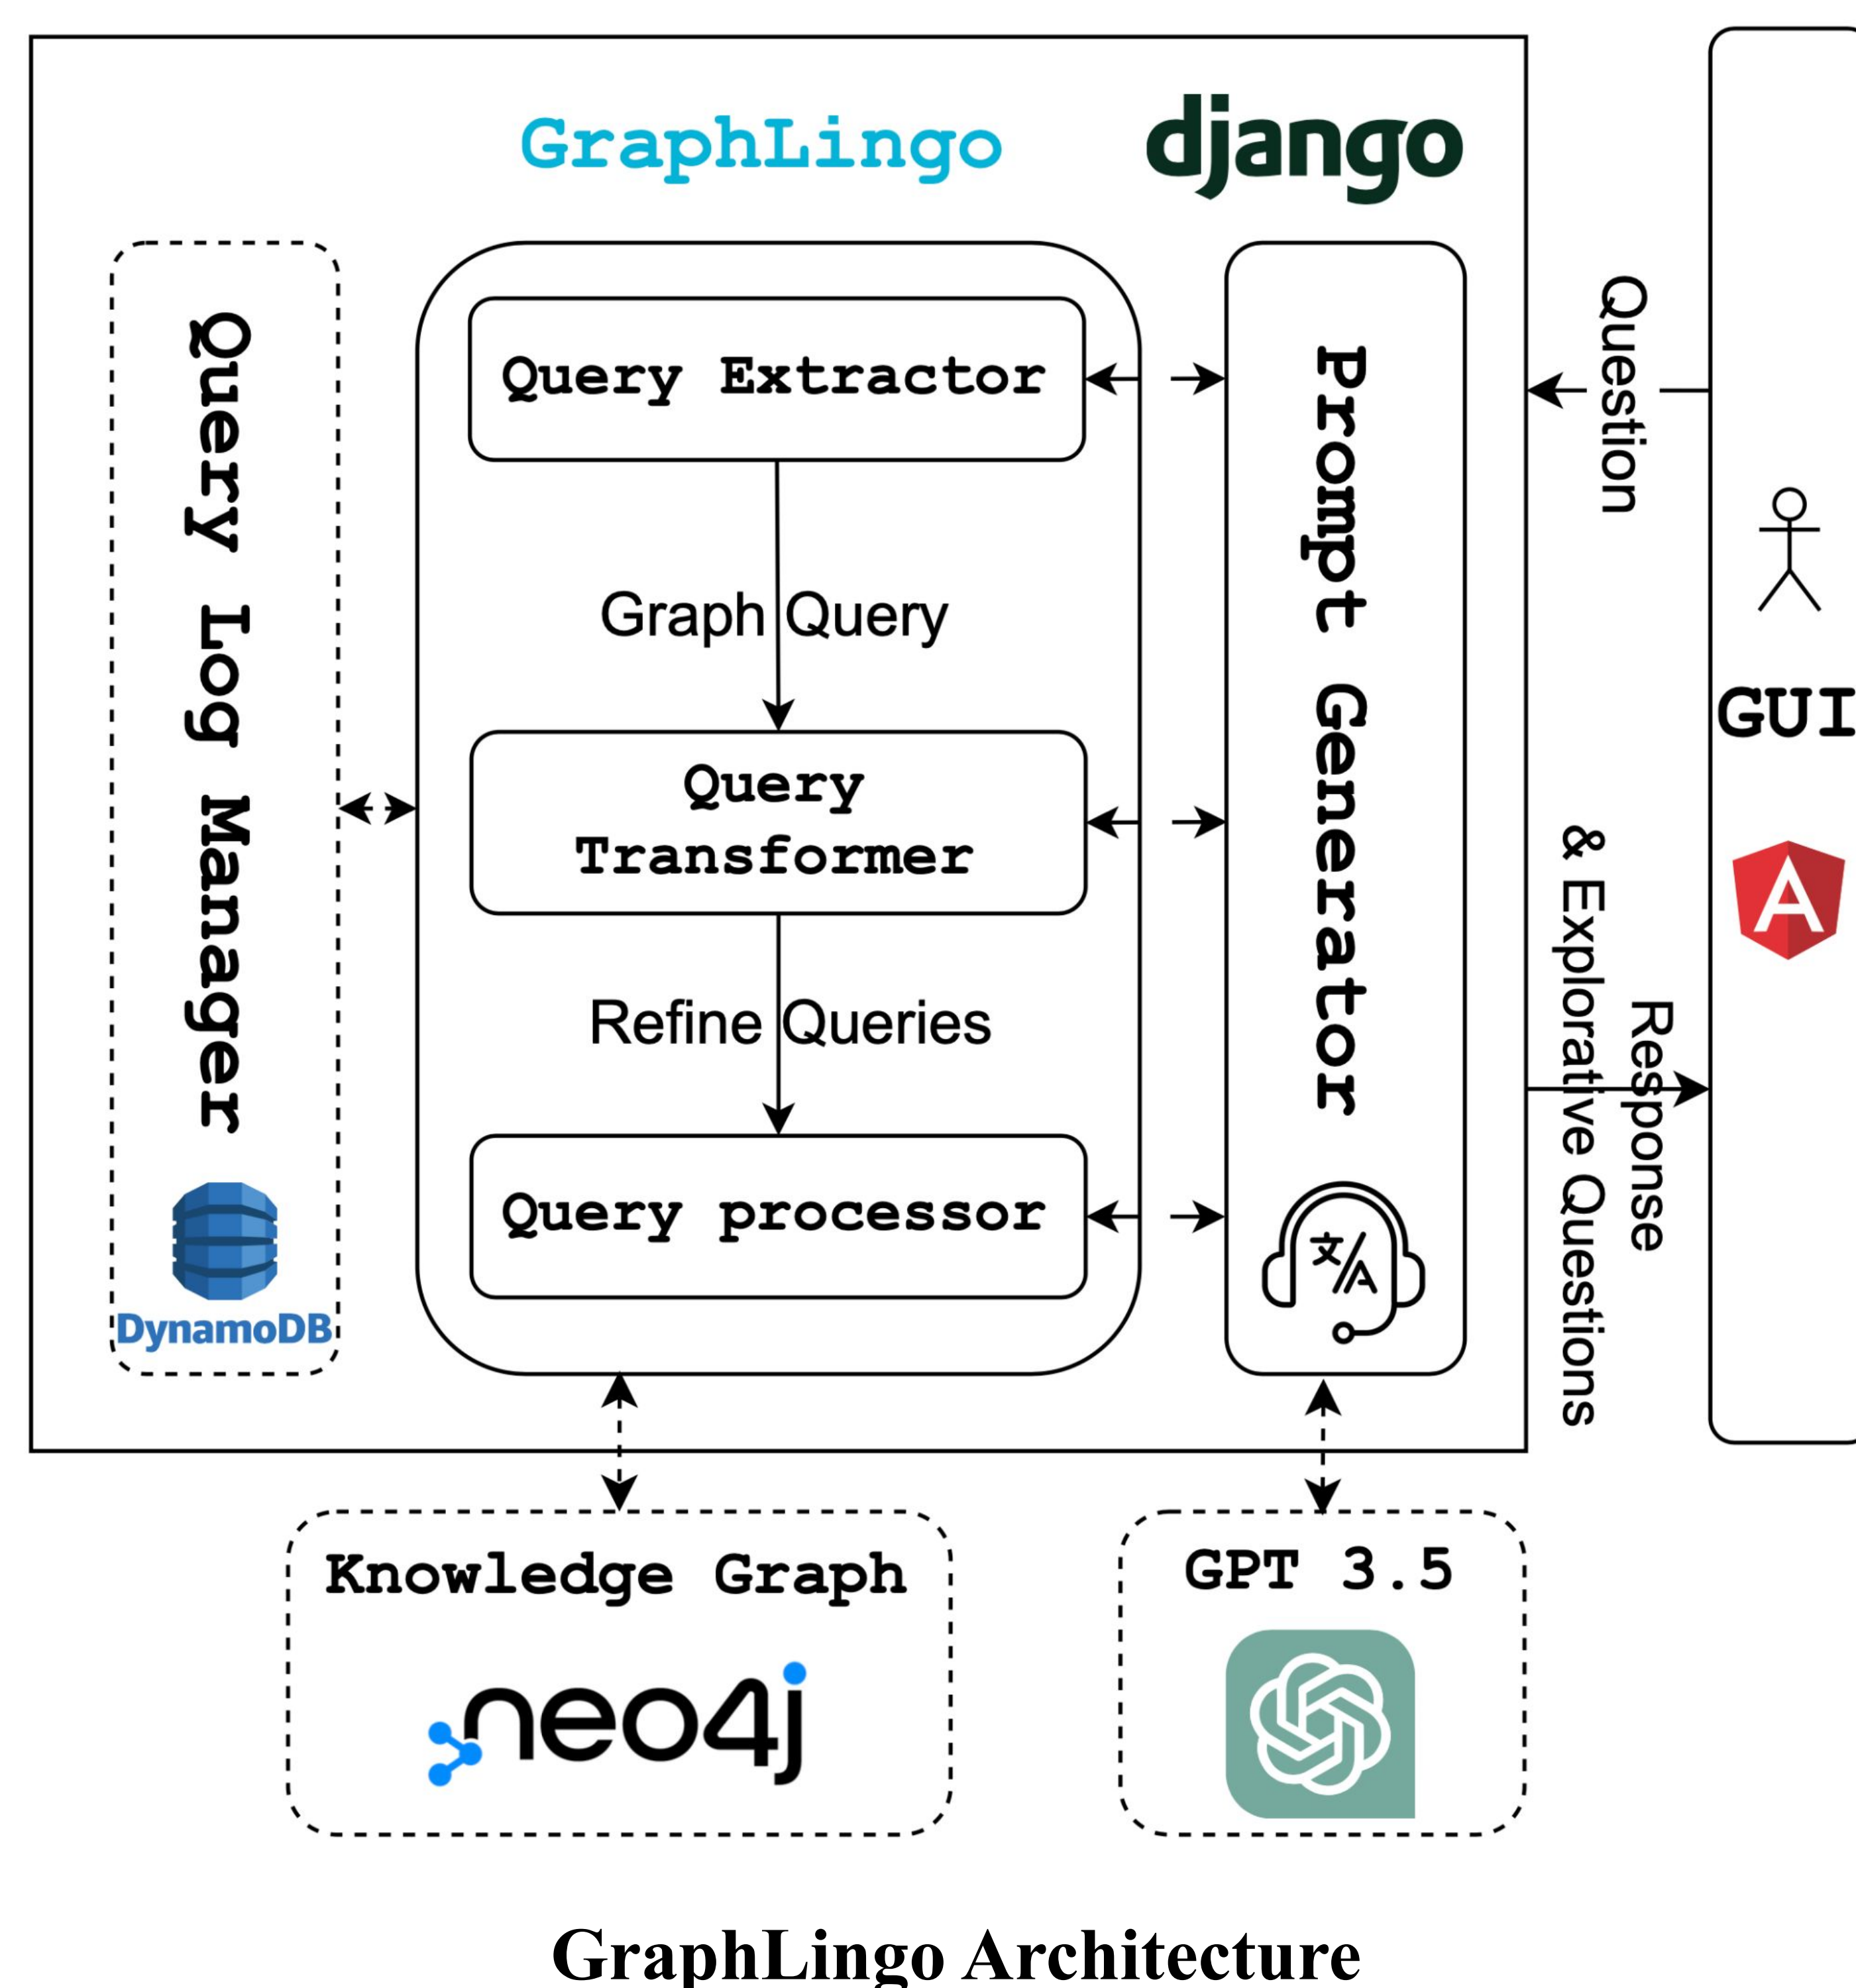 GraphLingo
django
Query Log Manager
DynamoDB
Query Extractor
Graph Query
Query
Transformer
Refine Queries
Query processor
Prompt Generator
文/A
Question
Response
& Explorative Questions
GUI
A
Knowledge Graph
neo4j
GPT 3.5
GraphLingo Architecture